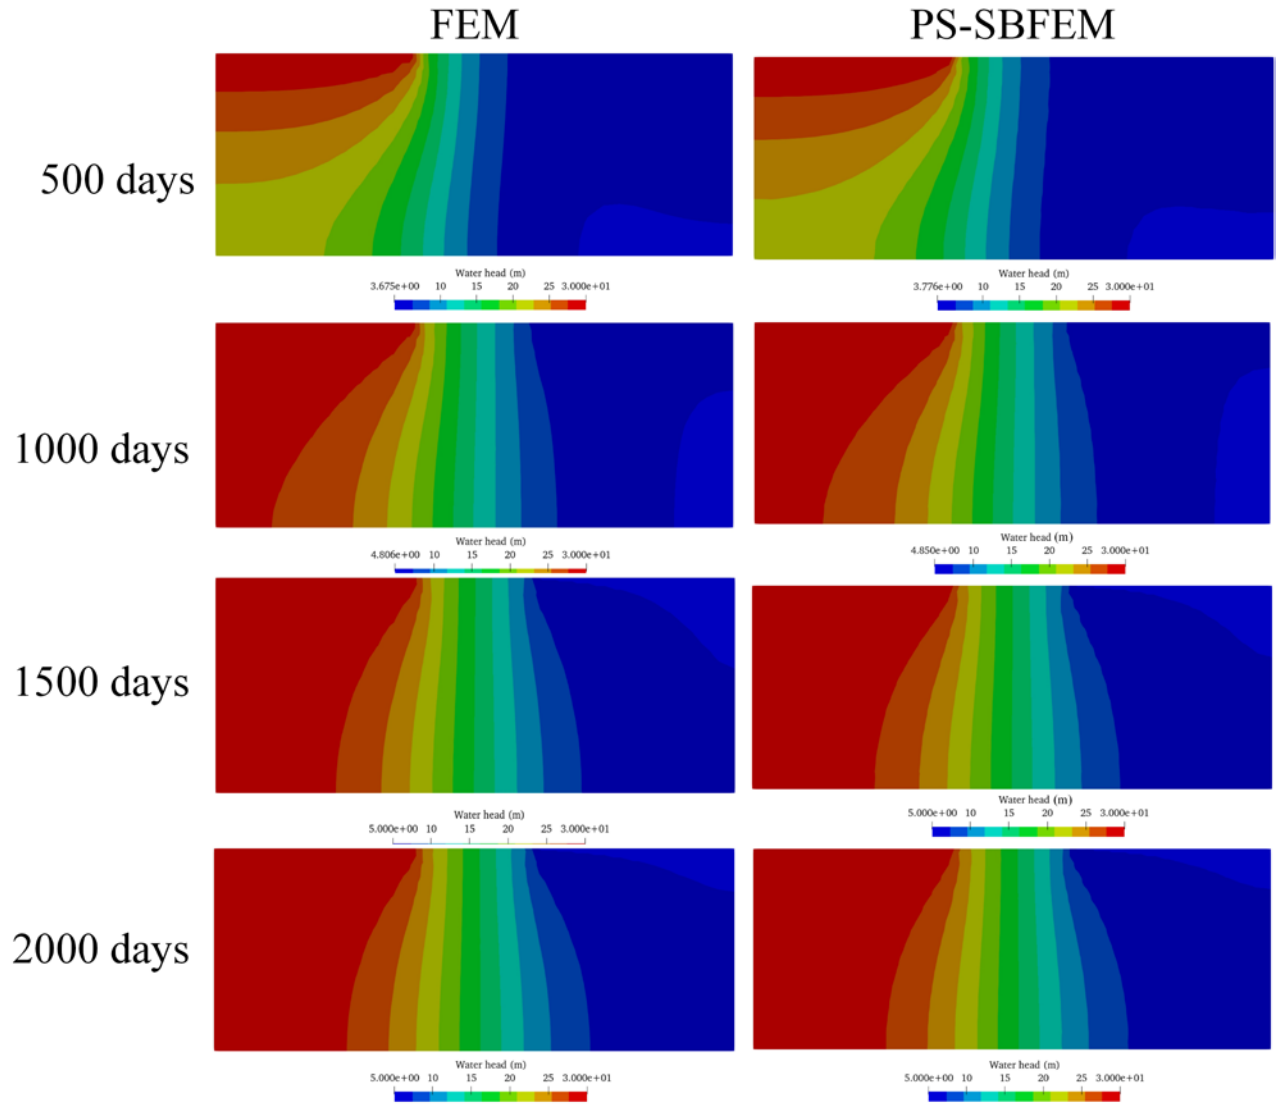 FEM PS-SBFEM
500 days
Water head (m) Water head (m)
3.675e+00 10 15 20 25 3.000e+01 3.776e+00 10 15 20 25 3.000e+01
1000 days
Water head (m) Water head (m)
4.806e+00 10 15 20 25 3.000e+01 4.850e+00 10 15 20 25 3.000e+01
1500 days
Water head (m) Water head (m)
5.000e+00 10 15 20 25 3.000e+01 5.000e+00 10 15 20 25 3.000e+01
2000 days
Water head (m) Water head (m)
5.000e+00 10 15 20 25 3.000e+01 5.000e+00 10 15 20 25 3.000e+01